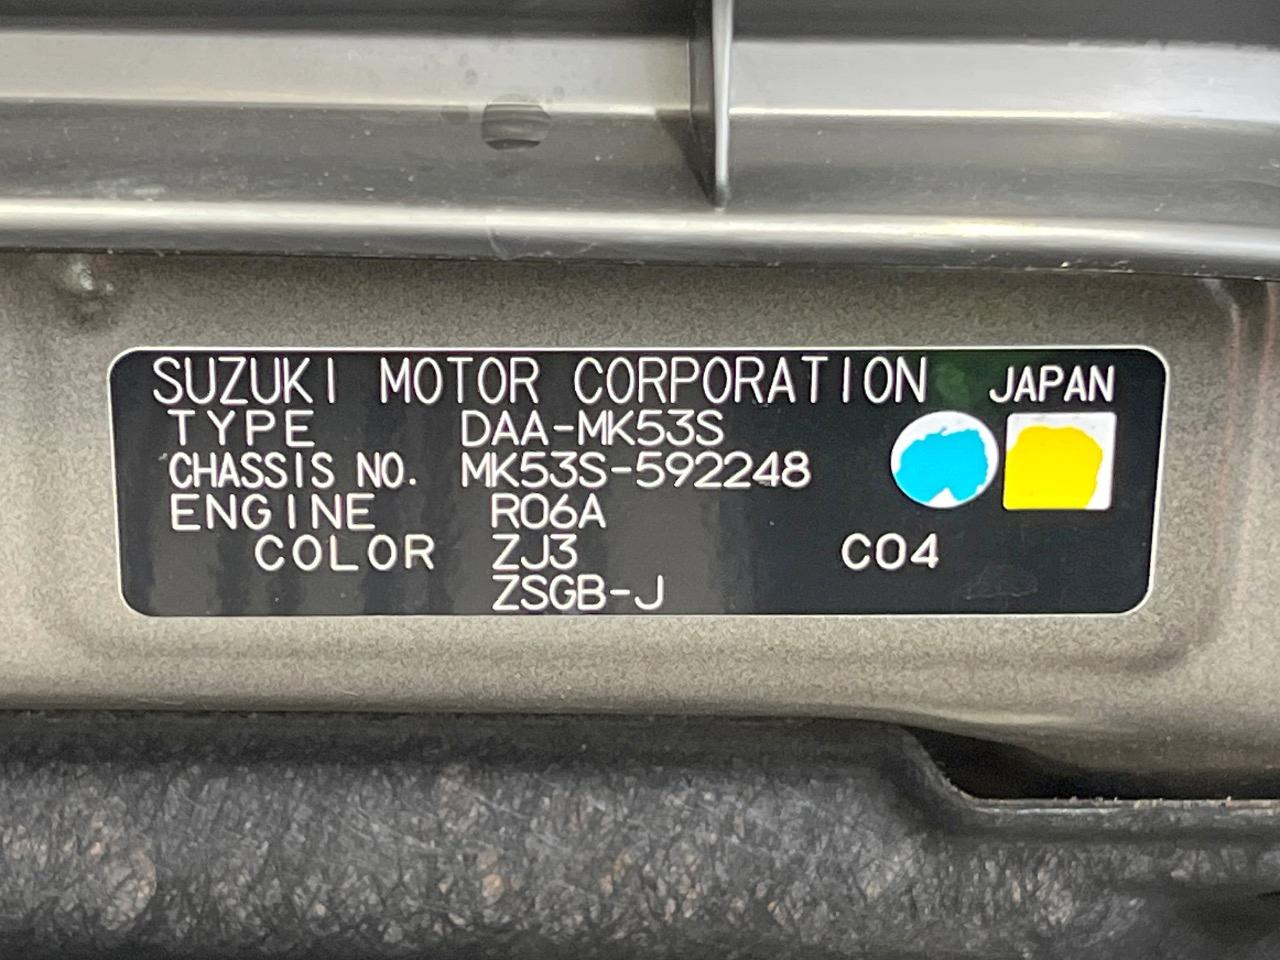 SUZUKI MOTOR CORPORATION JAPAN
TYPE DAA-MK53S
CHASSIS NO. MK53S-592248
ENGINE R06A
COLOR ZJ3 C04
ZSGB-J